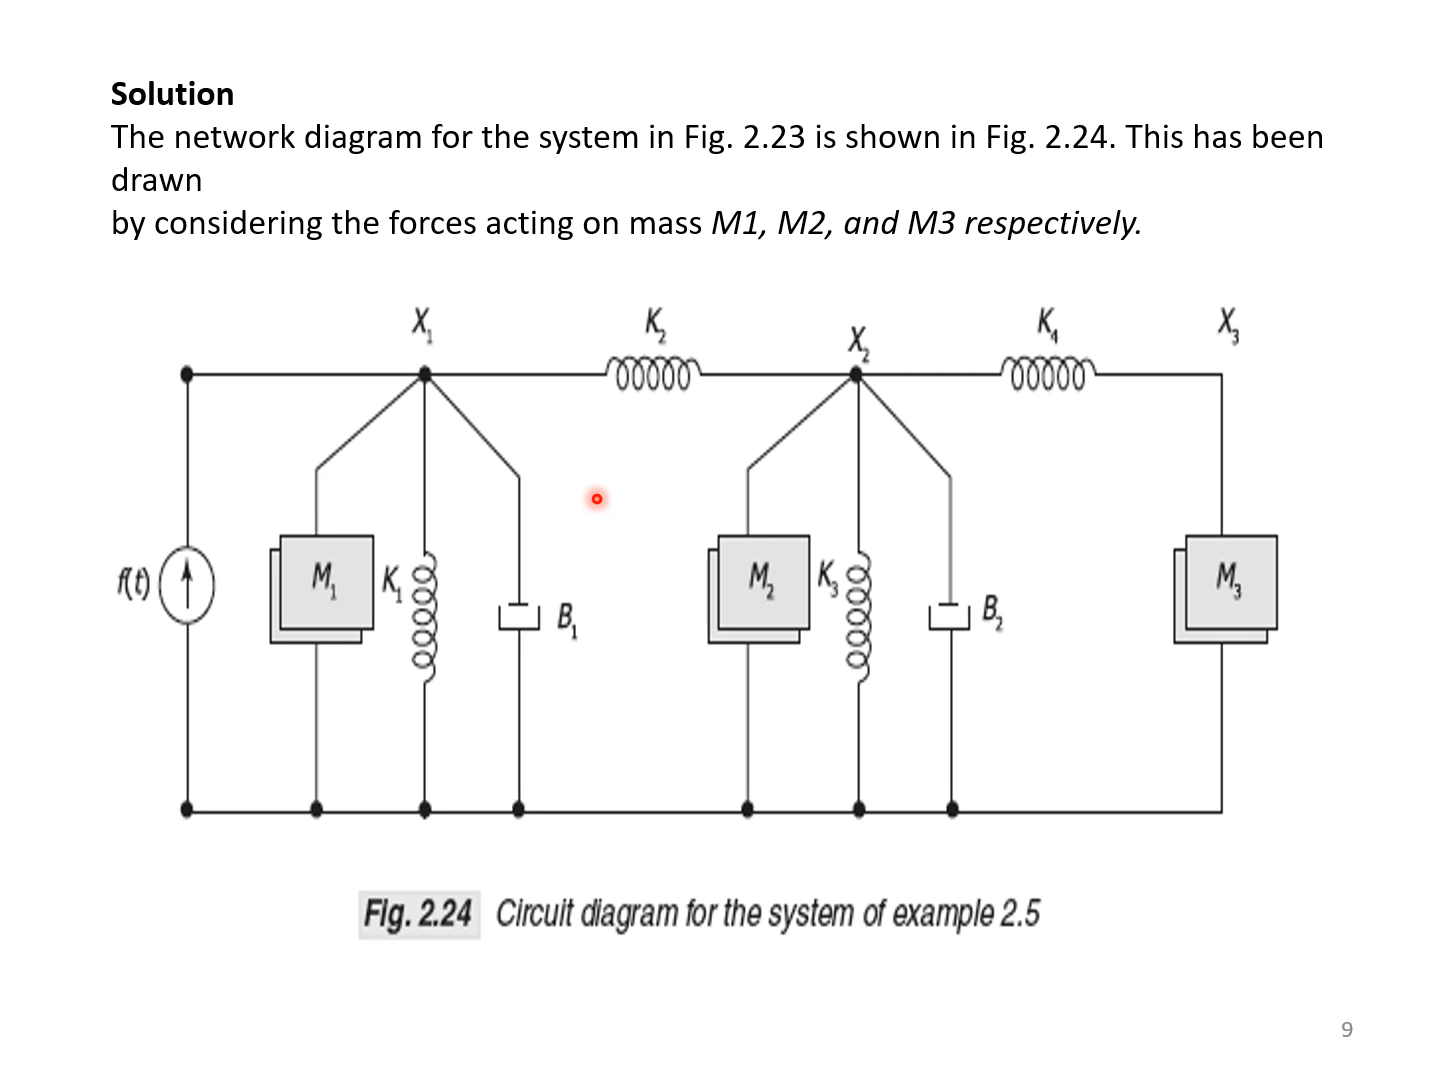 Solution
The network diagram for the system in Fig. 2.23 is shown in Fig. 2.24. This has been
drawn
by considering the forces acting on mass M1, M2, and M3 respectively.
X1 K2 X2 K4 X3
f(t) M1 K1 B1 M2 K3 B2 M3
Fig. 2.24 Circuit diagram for the system of example 2.5
9